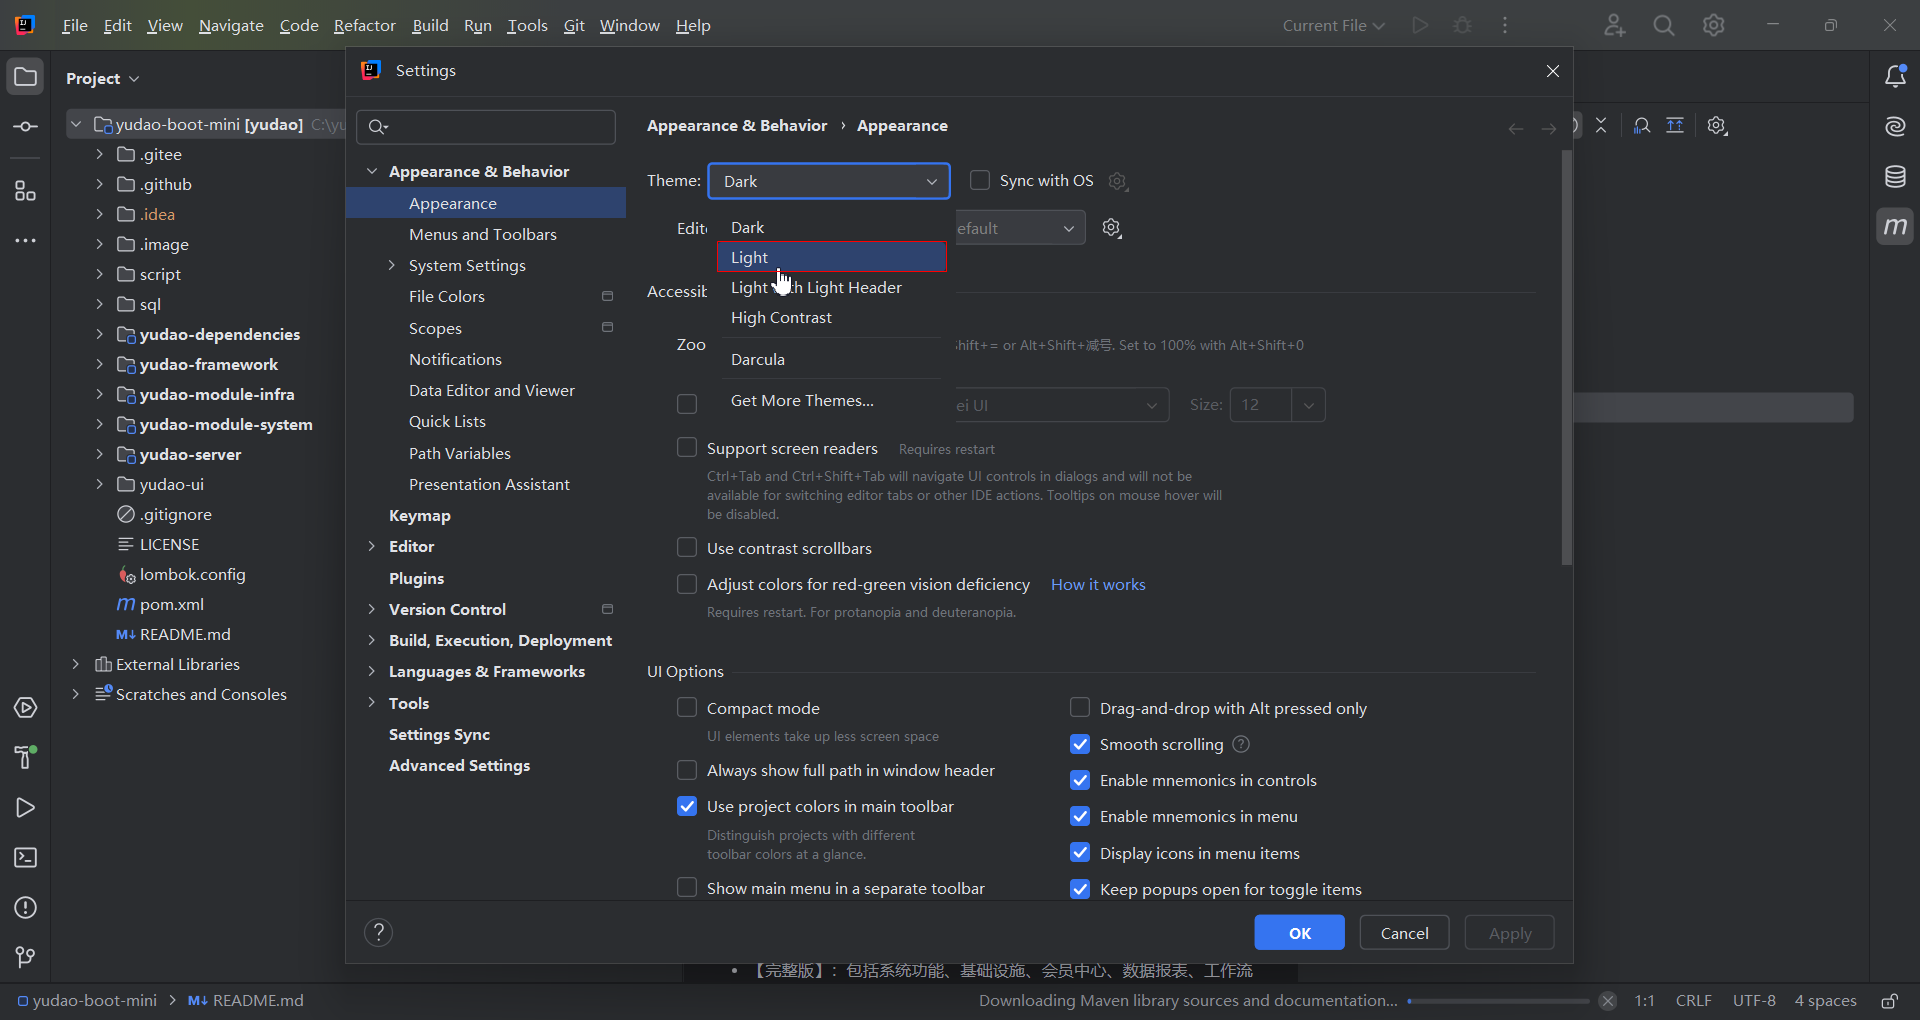 File Edit View Navigate Code Refactor Build Run Tools Git Window Help
Current File
Project
yudao-boot-mini [yudao] C:\yu
.gitee
.github
.idea
.image
script
sql
yudao-dependencies
yudao-framework
yudao-module-infra
yudao-module-system
yudao-server
yudao-ui
.gitignore
LICENSE
lombok.config
pom.xml
README.md
External Libraries
Scratches and Consoles
Settings
Appearance & Behavior
Appearance
Menus and Toolbars
System Settings
File Colors
Scopes
Notifications
Data Editor and Viewer
Quick Lists
Path Variables
Presentation Assistant
Keymap
Editor
Plugins
Version Control
Build, Execution, Deployment
Languages & Frameworks
Tools
Settings Sync
Advanced Settings
Appearance & Behavior › Appearance
Theme: Dark Sync with OS
Dark
Light
Light Light Header
High Contrast
Darcula
Get More Themes...
Shift+= or Alt+Shift+减号. Set to 100% with Alt+Shift+0
UI Size: 12
Support screen readers Requires restart
Ctrl+Tab and Ctrl+Shift+Tab will navigate UI controls in dialogs and will not be
available for switching editor tabs or other IDE actions. Tooltips on mouse hover will
be disabled.
Use contrast scrollbars
Adjust colors for red-green vision deficiency How it works
Requires restart. For protanopia and deuteranopia.
UI Options
Compact mode
UI elements take up less screen space
Always show full path in window header
Use project colors in main toolbar
Distinguish projects with different
toolbar colors at a glance.
Show main menu in a separate toolbar
Drag-and-drop with Alt pressed only
Smooth scrolling
Enable mnemonics in controls
Enable mnemonics in menu
Display icons in menu items
Keep popups open for toggle items
? OK Cancel Apply
• 【完整版】：包括系统功能、基础设施、会员中心、数据报表、工作流
yudao-boot-mini > M↓ README.md Downloading Maven library sources and documentation... 1:1 CRLF UTF-8 4 spaces